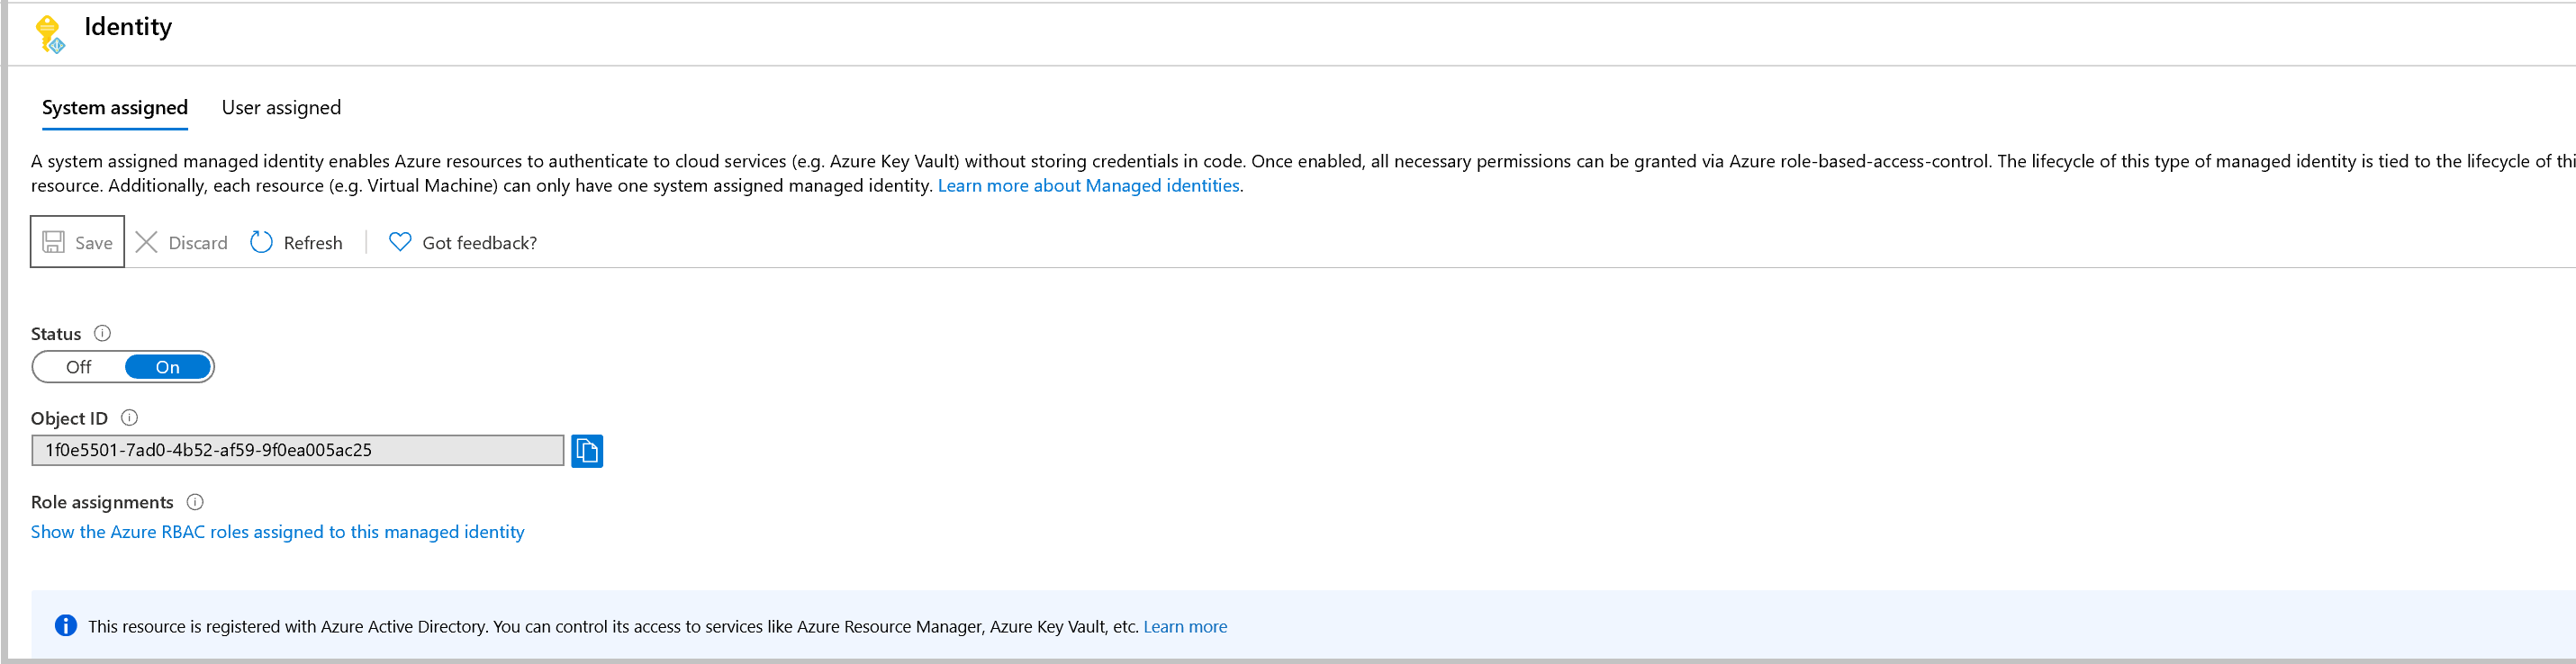 Identity
System assigned User assigned
A system assigned managed identity enables Azure resources to authenticate to cloud services (e.g. Azure Key Vault) without storing credentials in code. Once enabled, all necessary permissions can be granted via Azure role-based-access-control. The lifecycle of this type of managed identity is tied to the lifecycle of thi
resource. Additionally, each resource (e.g. Virtual Machine) can only have one system assigned managed identity. Learn more about Managed identities.
Save Discard Refresh Got feedback?
Status
Off On
Object ID
1f0e5501-7ad0-4b52-af59-9f0ea005ac25
Role assignments
Show the Azure RBAC roles assigned to this managed identity
This resource is registered with Azure Active Directory. You can control its access to services like Azure Resource Manager, Azure Key Vault, etc. Learn more